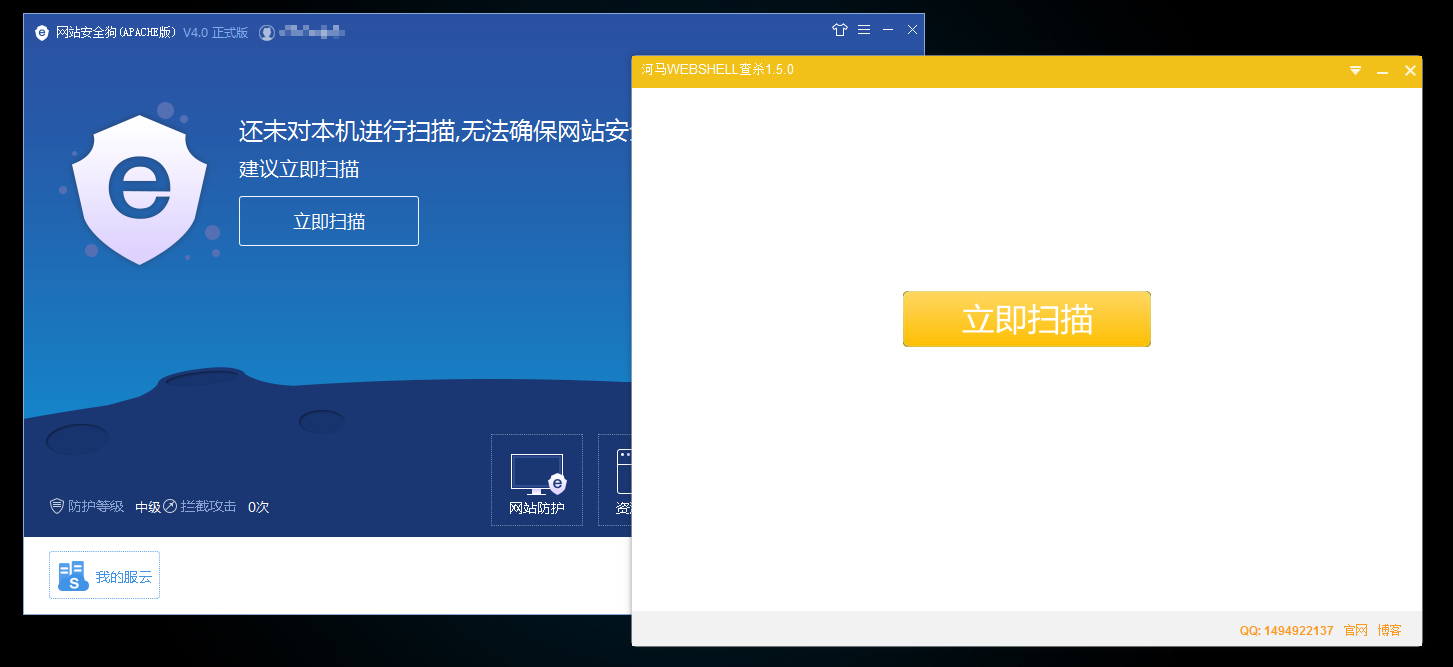 网站安全狗(APACHE版) V4.0 正式版
还未对本机进行扫描,无法确保网站安
建议立即扫描
立即扫描
防护等级 中级 拦截攻击 0次
网站防护
资
我的服云
河马WEBSHELL查杀1.5.0
立即扫描
QQ: 1494922137 官网 博客